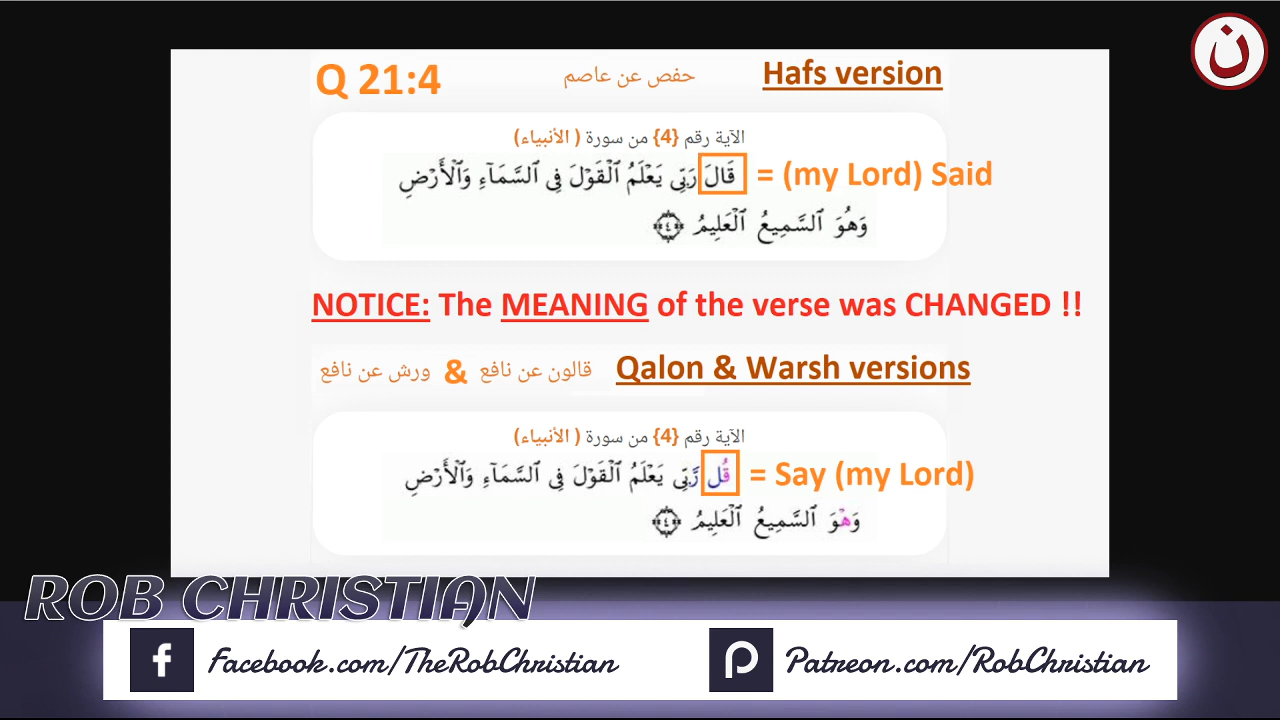 ن
Q 21:4 حفص عن عاصم Hafs version
الآية رقم {4} من سورة ( الأنبياء)
قَالَ رَبِّى يَعْلَمُ ٱلْقَوْلَ فِى ٱلسَّمَآءِ وَٱلْأَرْضِ = (my Lord) Said
وَهُوَ ٱلسَّمِيعُ ٱلْعَلِيمُ ﴿٤﴾
NOTICE: The MEANING of the verse was CHANGED !!
ورش عن نافع & قالون عن نافع Qalon & Warsh versions
الآية رقم {4} من سورة ( الأنبياء)
قُل رَّبِّى يَعْلَمُ ٱلْقَوْلَ فِى ٱلسَّمَآءِ وَٱلْأَرْضِ = Say (my Lord)
وَهْوَ ٱلسَّمِيعُ ٱلْعَلِيمُ ﴿٤﴾
ROB CHRISTIAN
f Facebook.com/TheRobChristian Patreon.com/RobChristian